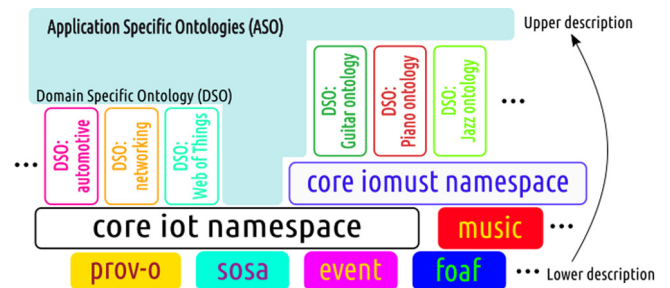 Application Specific Ontologies (ASO)
Upper description
Domain Specific Ontology (DSO)
DSO:
Guitar ontology
DSO:
Piano ontology
DSO:
Jazz ontology
...
...
DSO:
automotive
DSO:
networking
DSO:
Web of Things
core iomust namespace
core iot namespace
music
...
prov-o
sosa
event
foaf
...
Lower description